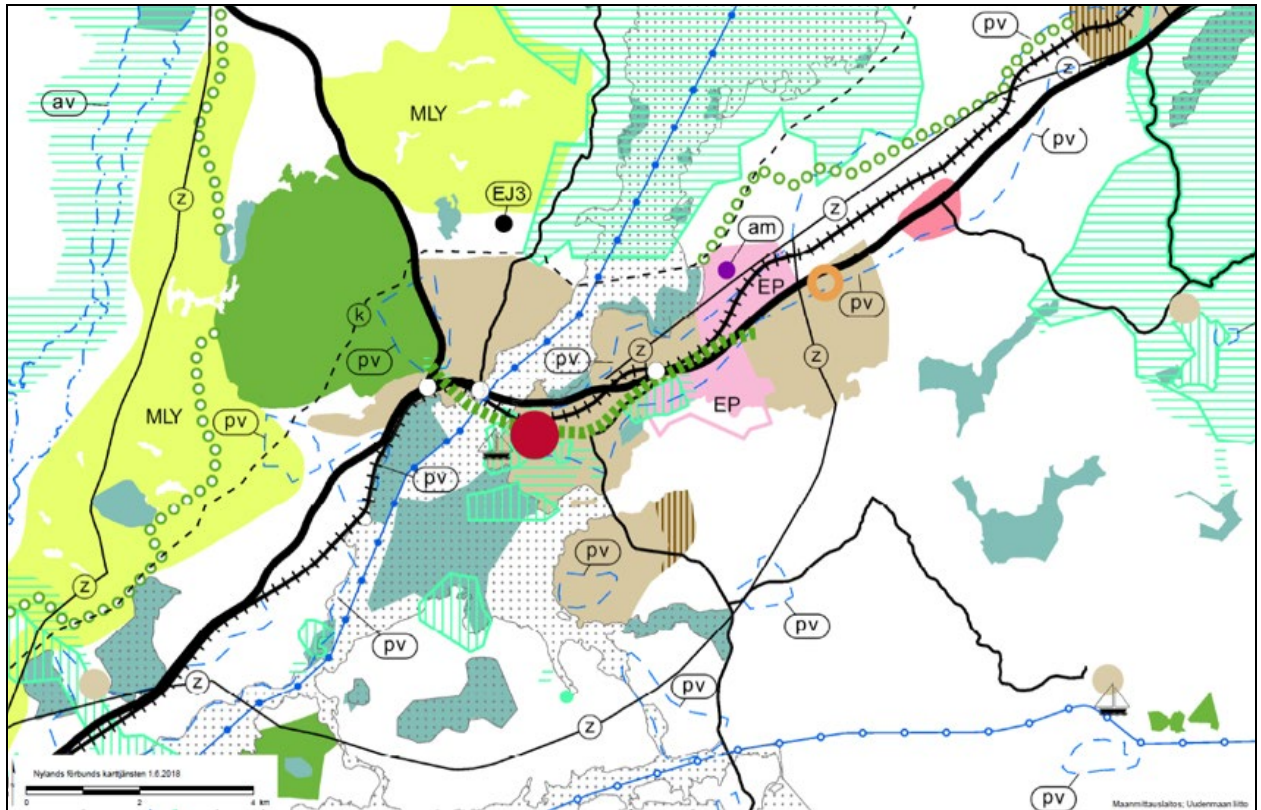 pv
z
av
MLY
pv
z
EJ3
z
am
EP
pv
k
pv
pv
z
z
MLY
EP
pv
pv
pv
z
pv
pv
pv
z
z
Nylands förbunds karttjänsten 1.6.2018
0 2 4 km
pv
Maanmittauslaitos; Uudenmaan liitto